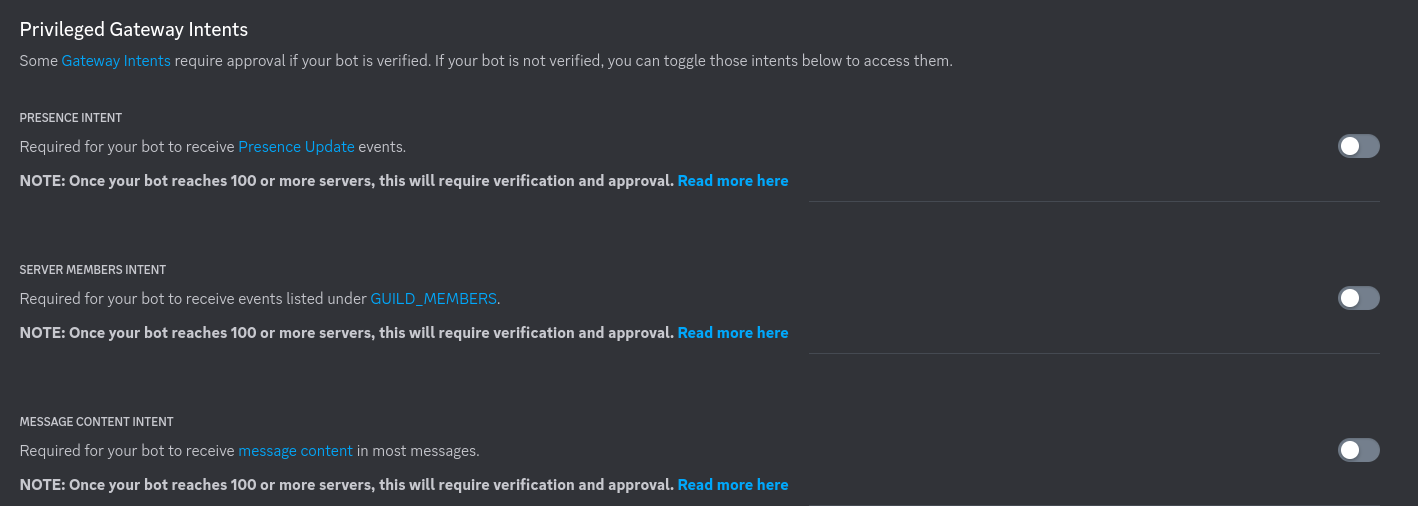 Privileged Gateway Intents
Some Gateway Intents require approval if your bot is verified. If your bot is not verified, you can toggle those intents below to access them.
PRESENCE INTENT
Required for your bot to receive Presence Update events.
NOTE: Once your bot reaches 100 or more servers, this will require verification and approval. Read more here
SERVER MEMBERS INTENT
Required for your bot to receive events listed under GUILD_MEMBERS.
NOTE: Once your bot reaches 100 or more servers, this will require verification and approval. Read more here
MESSAGE CONTENT INTENT
Required for your bot to receive message content in most messages.
NOTE: Once your bot reaches 100 or more servers, this will require verification and approval. Read more here